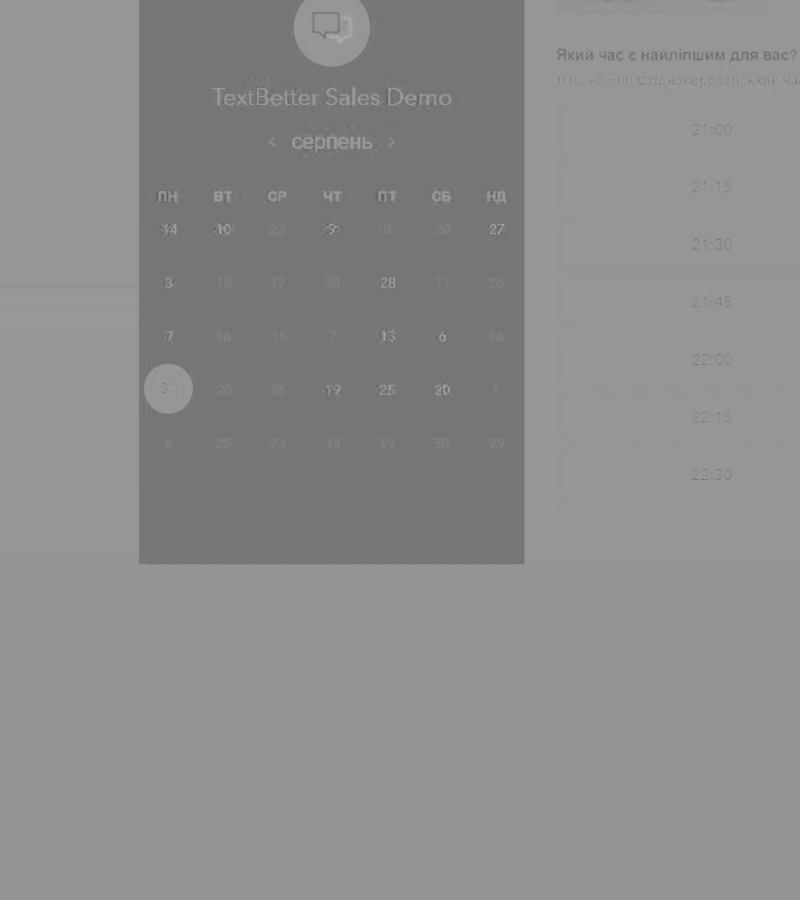 TextBetter Sales Demo
‹ серпень ›
ПН ВТ СР ЧТ ПТ СБ НД
14 10 23 9 8 20 27
3 18 17 30 28 11 26
7 16 15 7 13 6 16
31 20 26 19 25 20 1
6 25 23 14 19 30 29
Який час є найліпшим для вас?
UTC +03:00 Східноєвропейський
21:00
21:15
21:30
21:45
22:00
22:15
22:30